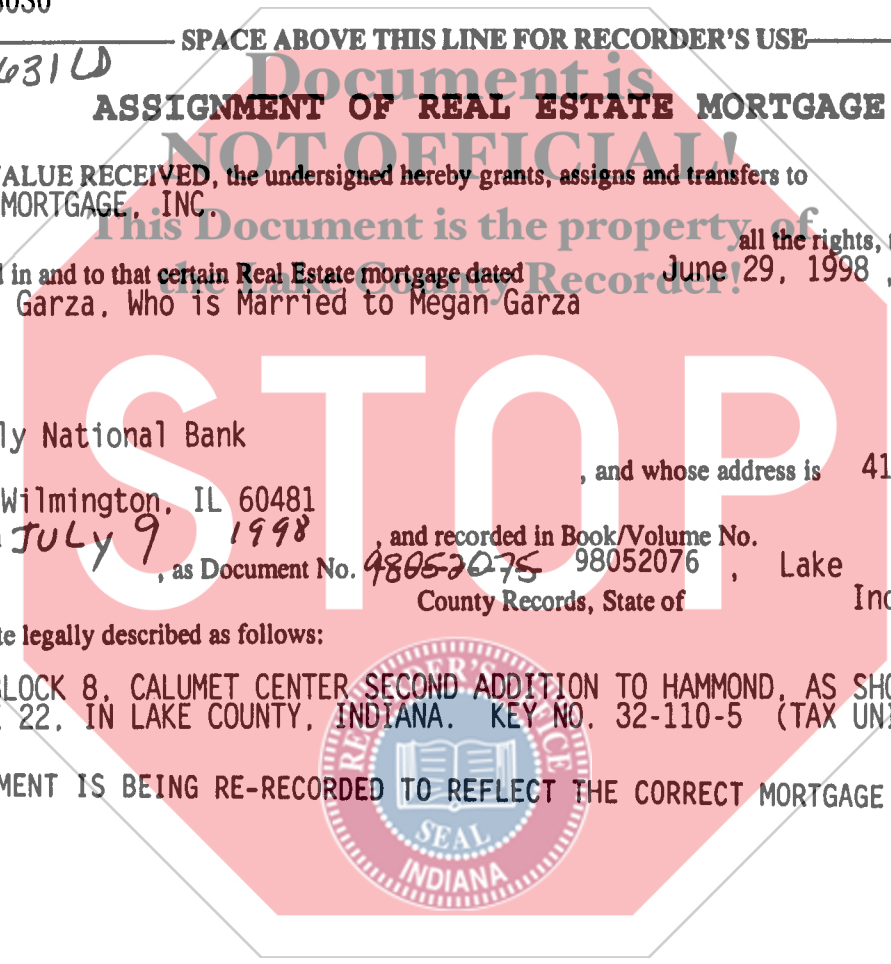 SPACE ABOVE THIS LINE FOR RECORDER'S USE
631 LD
Document is
ASSIGNMENT OF REAL ESTATE MORTGAGE
NOT OFFICIAL!
VALUE RECEIVED, the undersigned hereby grants, assigns and transfers to
MORTGAGE, INC.
This Document is the property of
all the rights,
in and to that certain Real Estate mortgage dated June 29, 1998 ,
the Lake County Recorder!
Garza, Who is Married to Megan Garza
STOP
ly National Bank
, and whose address is 41
Wilmington, IL 60481
JULY 9 1998 , and recorded in Book/Volume No.
, as Document No. 98052075 98052076 , Lake
County Records, State of
te legally described as follows:
LOCK 8, CALUMET CENTER SECOND ADDITION TO HAMMOND, AS SHO
22, IN LAKE COUNTY, INDIANA. KEY NO. 32-110-5 (TAX UNI
MENT IS BEING RE-RECORDED TO REFLECT THE CORRECT MORTGAGE
RECORDER'S OFFICE
SEAL
INDIANA